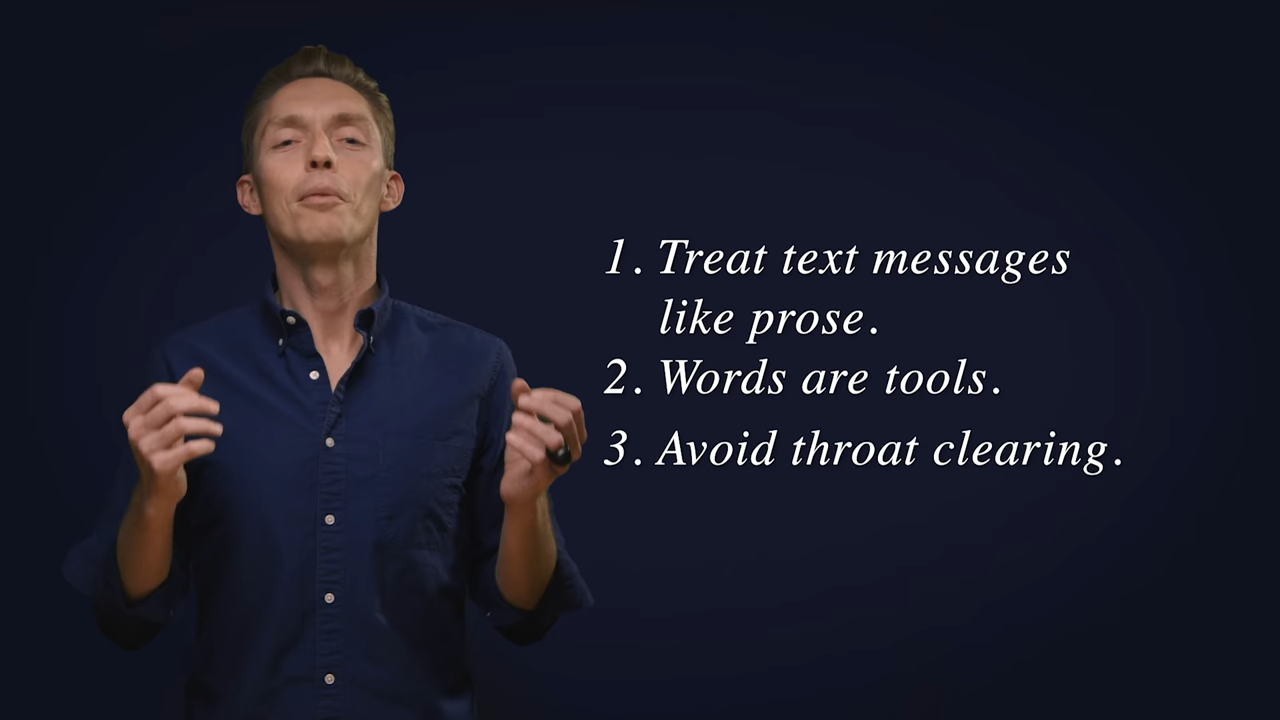 1. Treat text messages
like prose.
2. Words are tools.
3. Avoid throat clearing.